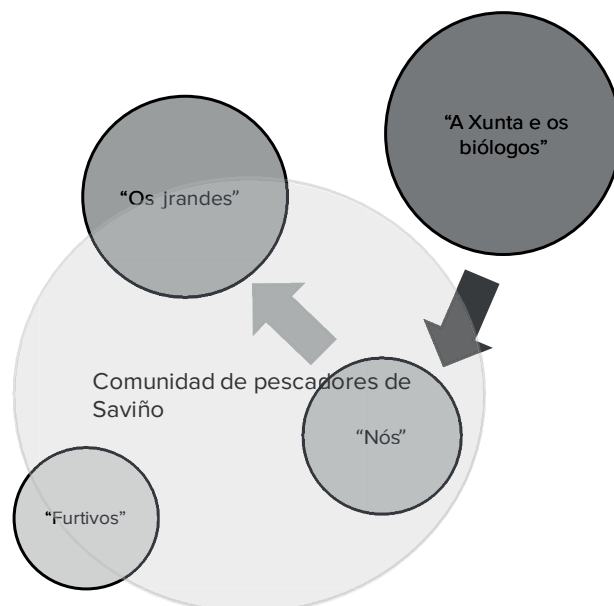 “A Xunta e os
biólogos”
“Os jrandes”
Comunidad de pescadores de
Saviño
“Nós”
“Furtivos”